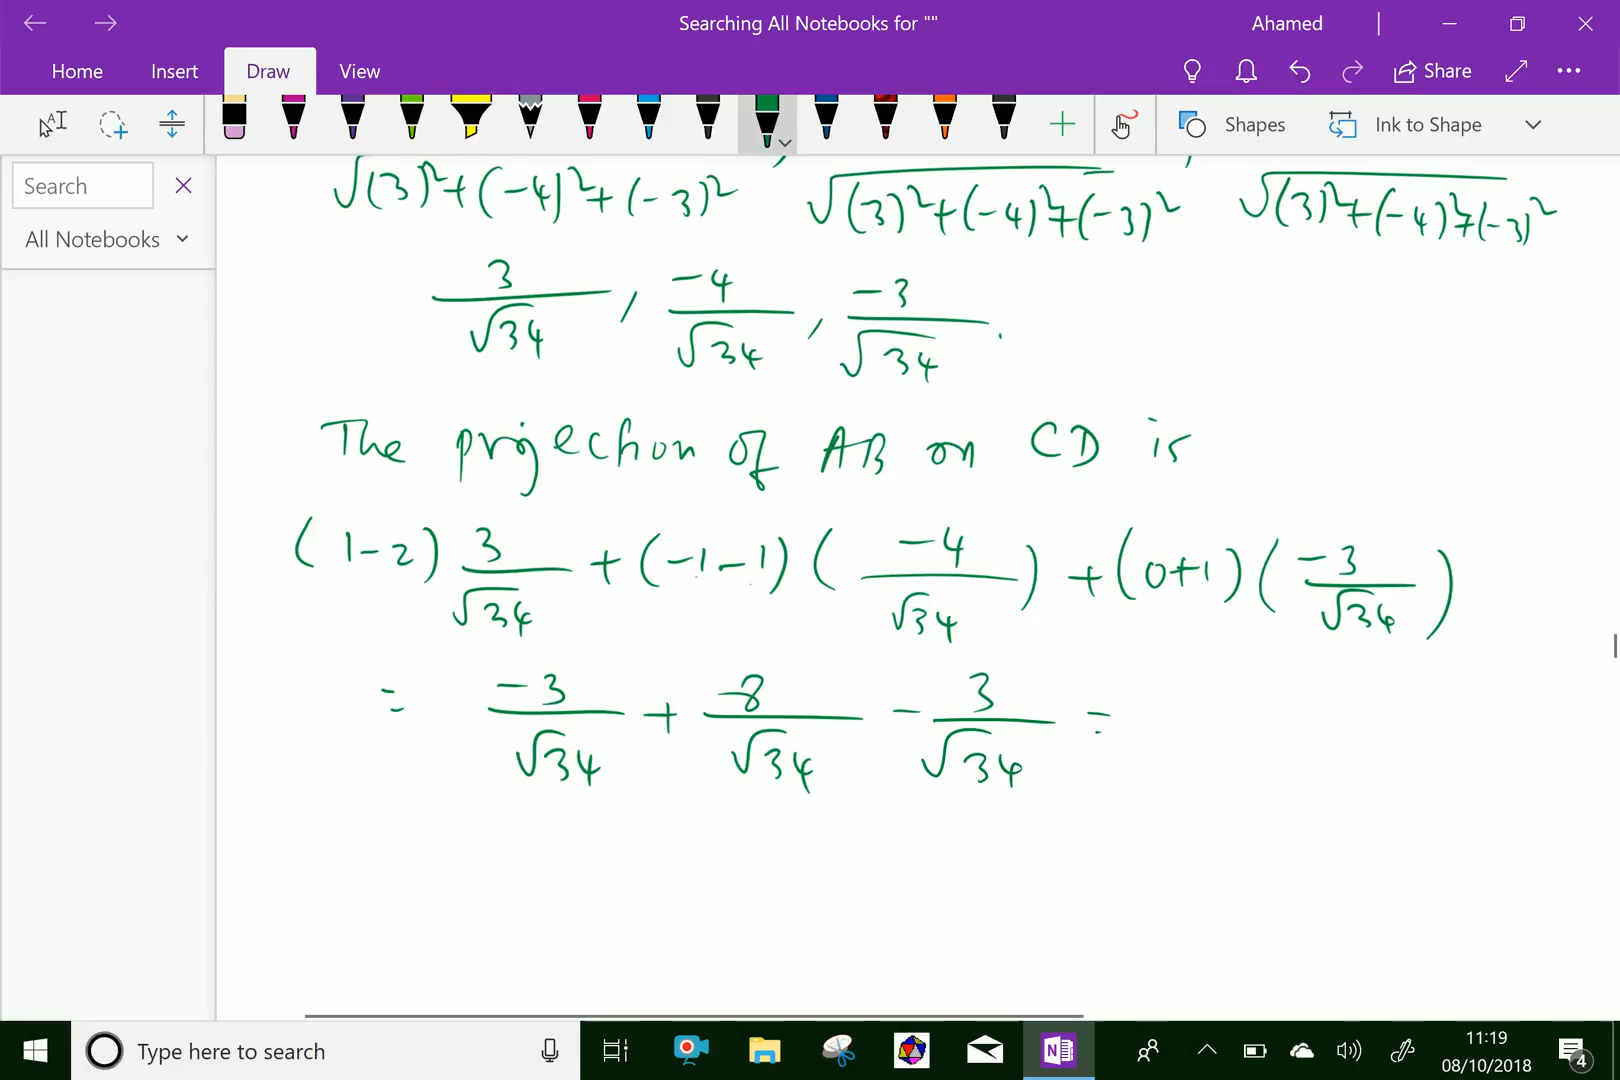 Searching All Notebooks for ""
Ahamed
Home Insert Draw View
Share
Shapes Ink to Shape
Search
All Notebooks
√(3)²+(-4)²+(-3)² , √(3)²+(-4)²+(-3)² , √(3)²+(-4)²+(-3)²
3/√34 , -4/√34 , -3/√34 .
The projection of AB on CD is
(1-2) 3/√34 + (-1-1) (-4/√34) + (0+1) (-3/√34)
= -3/√34 + 8/√34 - 3/√34 =
Type here to search
11:19
08/10/2018
4